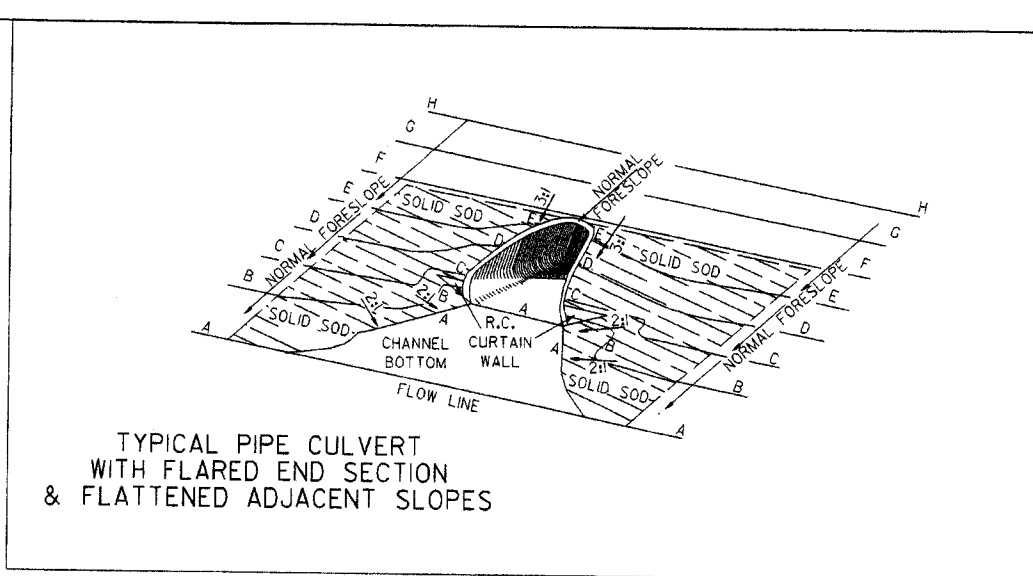 H
G
F
E
D
C
B
A
NORMAL FORESLOPE
SOLID SOD
3:1
NORMAL
FORESLOPE
E
D
C
B
A
2:1
2:1
SOLID SOD
E
3:1
D
C
A
SOLID SOD
2:1
B
A
2:1
SOLID SOD
NORMAL FORESLOPE
H
G
F
E
D
C
B
A
CHANNEL
BOTTOM
R.C.
CURTAIN
WALL
FLOW LINE
TYPICAL PIPE CULVERT
WITH FLARED END SECTION
& FLATTENED ADJACENT SLOPES